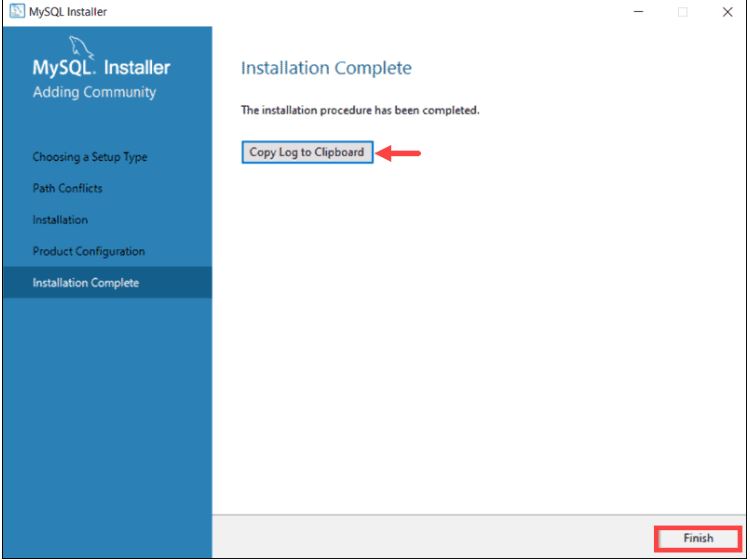 MySQL Installer
MySQL. Installer
Adding Community
Choosing a Setup Type
Path Conflicts
Installation
Product Configuration
Installation Complete
Installation Complete
The installation procedure has been completed.
Copy Log to Clipboard
Finish